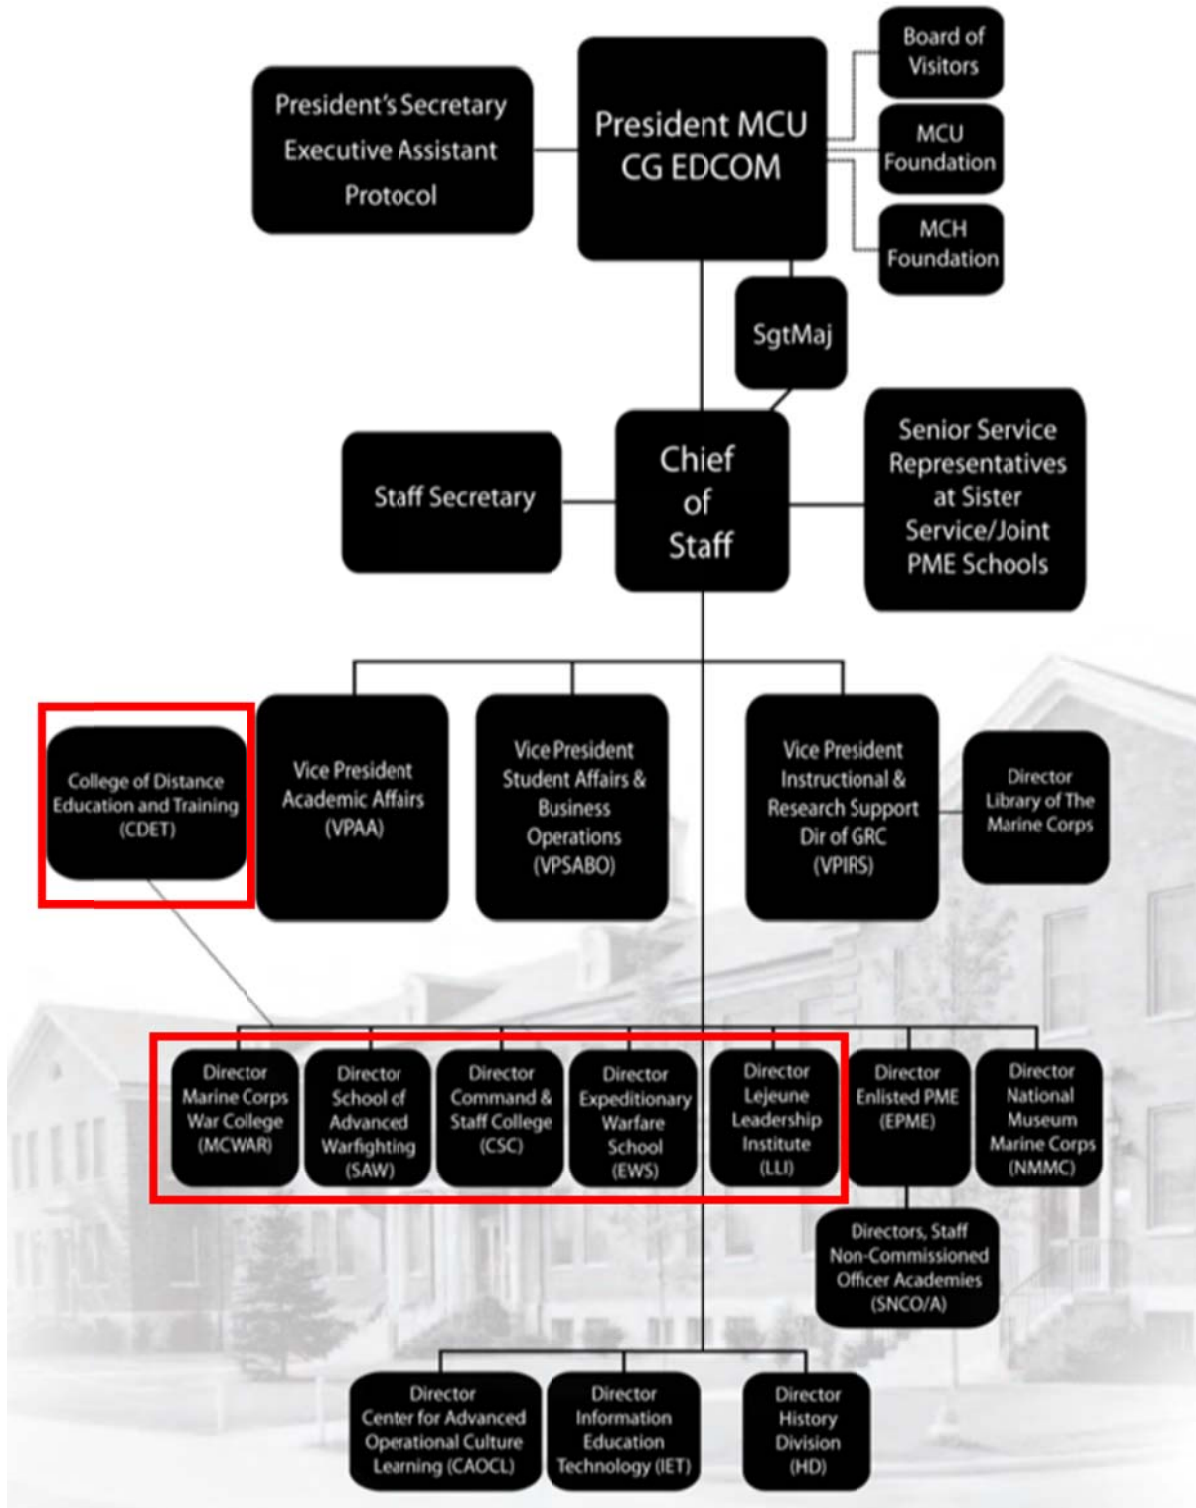 Board of
Visitors
President's Secretary
Executive Assistant
Protocol
President MCU
CG EDCOM
MCU
Foundation
MCH
Foundation
SgtMaj
Staff Secretary
Chief
of
Staff
Senior Service
Representatives
at Sister
Service/Joint
PME Schools
College of Distance
Education and Training
(CDET)
Vice President
Academic Affairs
(VPAA)
Vice President
Student Affairs &
Business
Operations
(VPSABO)
Vice President
Instructional &
Research Support
Dir of GRC
(VPIRS)
Director
Library of The
Marine Corps
Director
Marine Corps
War College
(MCWAR)
Director
School of
Advanced
Warfighting
(SAW)
Director
Command &
Staff College
(CSC)
Director
Expeditionary
Warfare
School
(EWS)
Director
Lejeune
Leadership
Institute
(LLI)
Director
Enlisted PME
(EPME)
Director
National
Museum
Marine Corps
(NMMC)
Directors, Staff
Non-Commissioned
Officer Academies
(SNCO/A)
Director
Center for Advanced
Operational Culture
Learning (CAOCL)
Director
Information
Education
Technology (IET)
Director
History
Division
(HD)